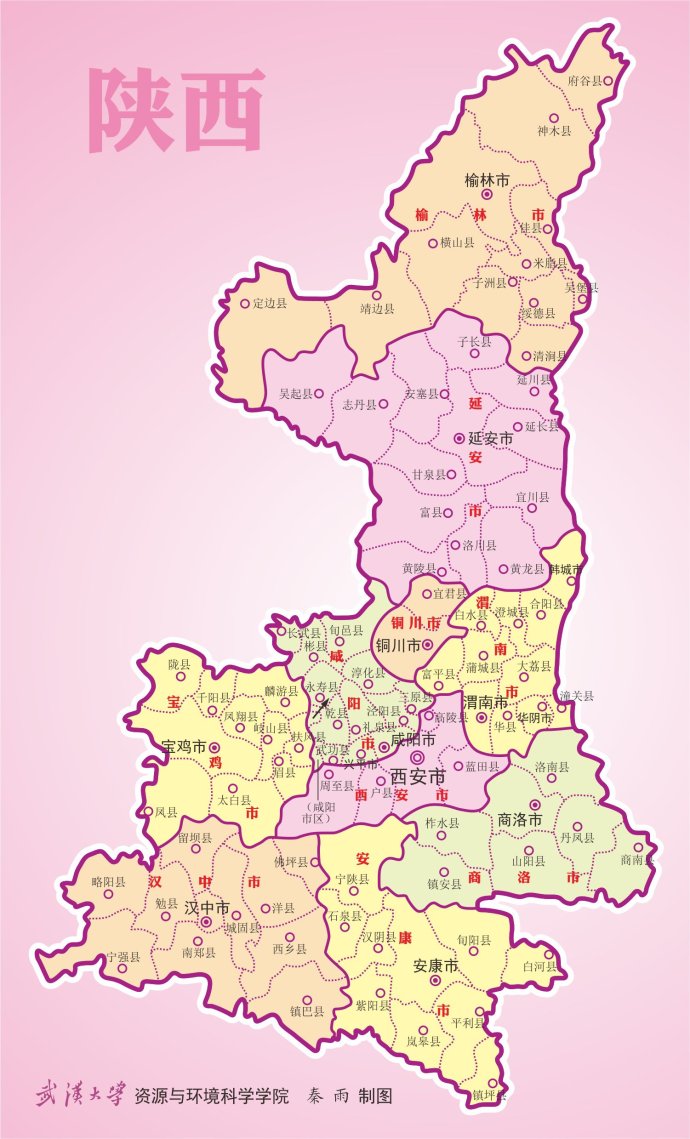 陕西
府谷县
神木县
榆林市
榆林市
佳县
横山县
米脂县
子洲县
吴堡县
定边县
靖边县
绥德县
子长县
清涧县
延川县
吴起县
志丹县
安塞县
延安市
延长县
延安市
甘泉县
宜川县
富县
洛川县
黄陵县
黄龙县
韩城市
宜君县
渭南市
合阳县
铜川市
白水县
澄城县
长武县
旬邑县
彬县
铜川市
咸阳市
陇县
淳化县
蒲城县
大荔县
富平县
千阳县
麟游县
永寿县
三原县
宝鸡市
渭南市
潼关县
凤翔县
乾县
泾阳县
高陵县
华县
华阴市
岐山县
礼泉县
宝鸡市
扶风县
武功县
兴平市
咸阳市
眉县
西安市
蓝田县
周至县
户县
洛南县
太白县
西安市
凤县
（咸阳
市区）
商洛市
柞水县
丹凤县
留坝县
佛坪县
山阳县
商南县
安康市
汉中市
镇安县
商洛市
略阳县
宁陕县
勉县
汉中市
洋县
石泉县
城固县
汉阴县
旬阳县
南郑县
西乡县
宁强县
安康市
白河县
镇巴县
紫阳县
平利县
岚皋县
镇坪县
武汉大学 资源与环境科学学院 秦雨 制图